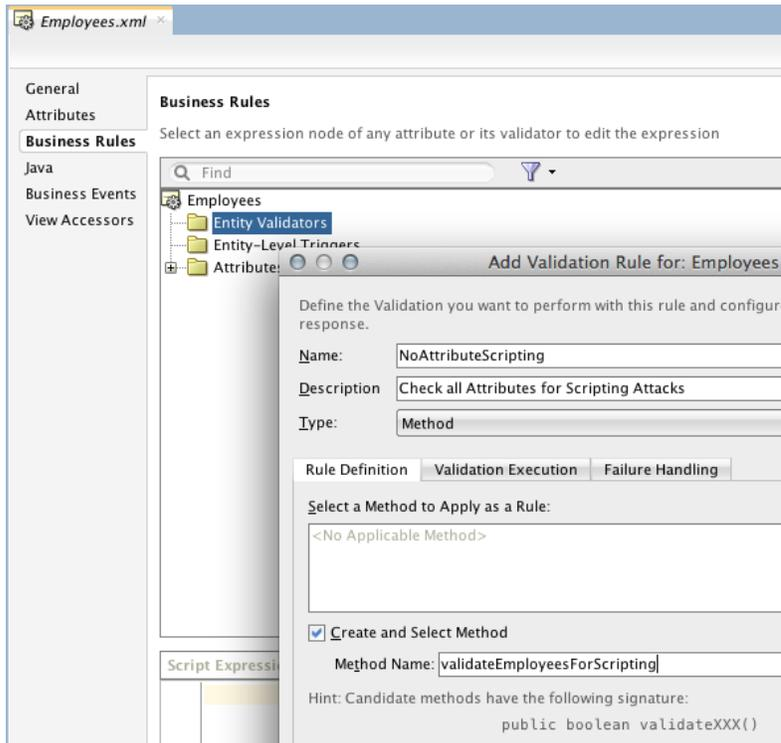 Employees.xml
General
Attributes
Business Rules
Java
Business Events
View Accessors
Business Rules
Select an expression node of any attribute or its validator to edit the expression
Find
Employees
Entity Validators
Entity-Level Triggers
Attributes
Add Validation Rule for: Employees
Define the Validation you want to perform with this rule and configur
response.
Name: NoAttributeScripting
Description Check all Attributes for Scripting Attacks
Type: Method
Rule Definition Validation Execution Failure Handling
Select a Method to Apply as a Rule:
<No Applicable Method>
Create and Select Method
Method Name: validateEmployeesForScripting
Hint: Candidate methods have the following signature:
public boolean validateXXX()
Script Expressi